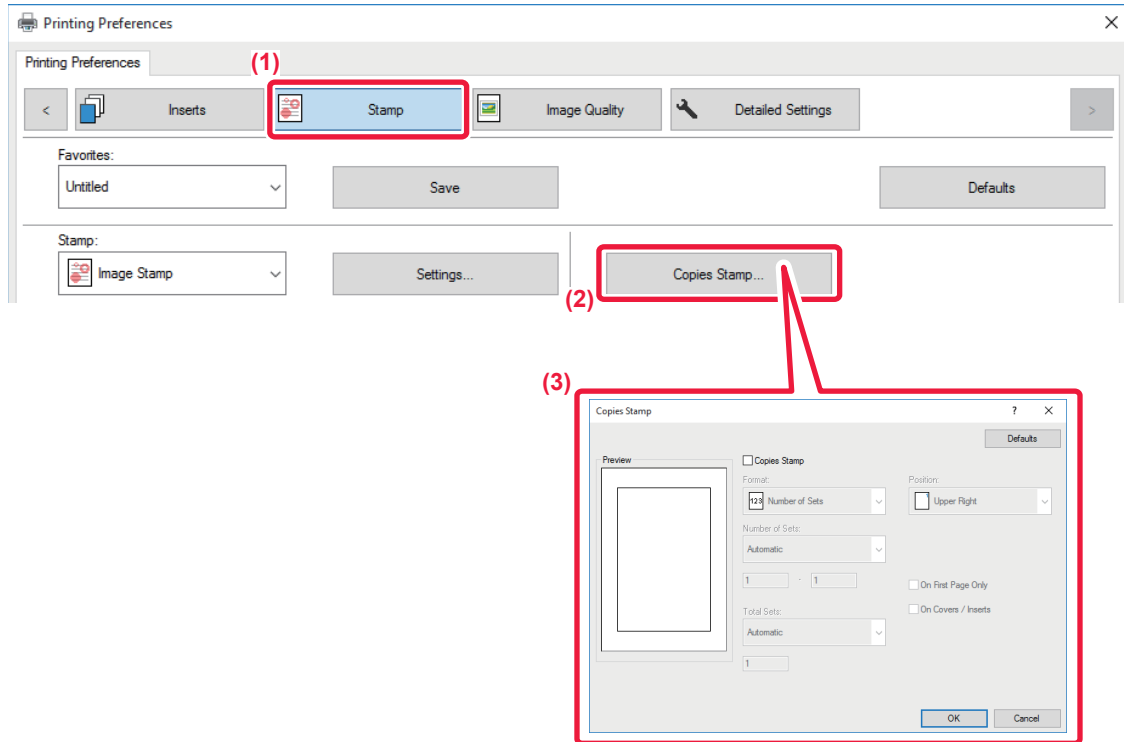 Printing Preferences
Printing Preferences
(1)
< Inserts Stamp Image Quality Detailed Settings >
Favorites:
Untitled Save Defaults
Stamp:
Image Stamp Settings... Copies Stamp...
(2)
(3)
Copies Stamp ?
Defaults
Preview Copies Stamp
Format: Position:
123 Number of Sets 1 Upper Right
Number of Sets:
Automatic
1 - 1 On First Page Only
Total Sets: On Covers / Inserts
Automatic
1
OK Cancel